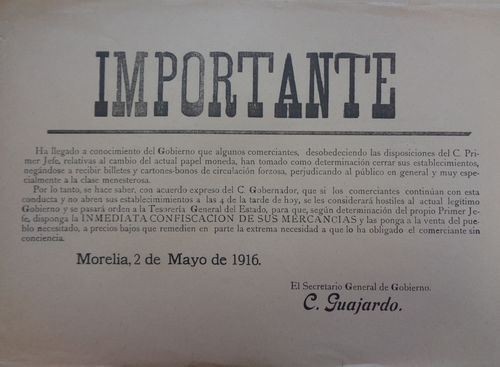 IMPORTANTE
Ha llegado a conocimiento del Gobierno que algunos comerciantes, desobedeciendo las disposiciones del C. Pri-
mer Jefe, relativas al cambio del actual papel moneda, han tomado como determinación cerrar sus establecimientos,
negándose a recibir billetes y cartones-bonos de circulación forzosa, perjudicando al público en general y muy espe-
cialmente a la clase menesterosa.
Por lo tanto, se hace saber, con acuerdo expreso del C. Gobernador, que si los comerciantes continúan con esta
conducta y no abren sus establecimientos a las 4 de la tarde de hoy, se les considerará hostiles al actual legítimo
Gobierno y se pasará orden a la Tesorería General del Estado, para que, según determinación del propio Primer Je-
fe, disponga la INMEDIATA CONFISCACION DE SUS MERCANCIAS y las ponga a la venta del pue-
blo necesitado, a precios bajos que remedien en parte la extrema necesidad a que lo ha obligado el comerciante sin
conciencia.
Morelia, 2 de Mayo de 1916.
El Secretario General de Gobierno.
C. Guajardo.